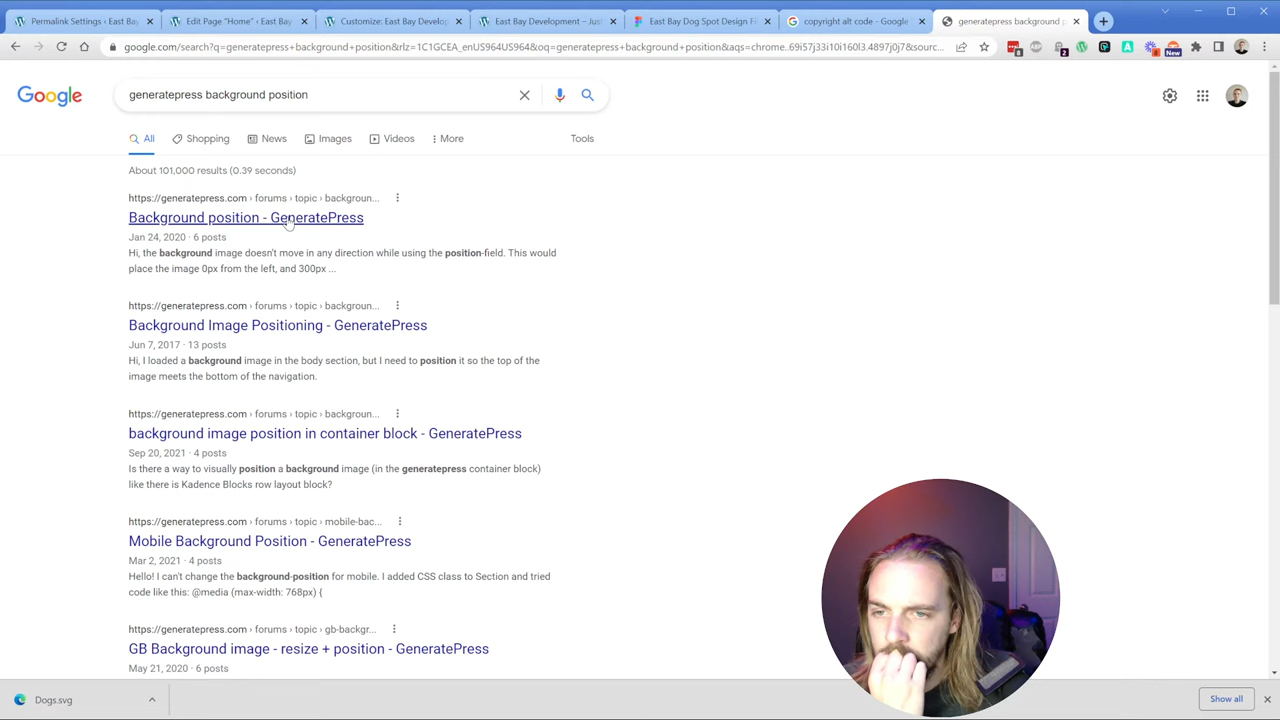 Permalink Settings ‹ East Bay
Edit Page "Home" ‹ East Bay
Customize: East Bay Develop
East Bay Development – Jus
East Bay Dog Spot Design F
copyright alt code - Google
generatepress background p
google.com/search?q=generatepress+background+position&rlz=1C1GCEA_enUS964US964&oq=generatepress+background+position&aqs=chrome..69i57j33i10i160l3.4897j0j7&sourc...
8
2
New
Google
generatepress background position
All
Shopping
News
Images
Videos
More
Tools
About 101,000 results (0.39 seconds)
https://generatepress.com › forums › topic › backgroun...
Background position - GeneratePress
Jan 24, 2020 · 6 posts
Hi, the background image doesn't move in any direction while using the position-field. This would
place the image 0px from the left, and 300px ...
https://generatepress.com › forums › topic › backgroun...
Background Image Positioning - GeneratePress
Jun 7, 2017 · 13 posts
Hi, I loaded a background image in the body section, but I need to position it so the top of the
image meets the bottom of the navigation.
https://generatepress.com › forums › topic › backgroun...
background image position in container block - GeneratePress
Sep 20, 2021 · 4 posts
Is there a way to visually position a background image (in the generatepress container block)
like there is Kadence Blocks row layout block?
https://generatepress.com › forums › topic › mobile-bac...
Mobile Background Position - GeneratePress
Mar 2, 2021 · 4 posts
Hello! I can't change the background-position for mobile. I added CSS class to Section and tried
code like this: @media (max-width: 768px) {
https://generatepress.com › forums › topic › gb-backgr...
GB Background image - resize + position - GeneratePress
May 21, 2020 · 6 posts
Dogs.svg
Show all